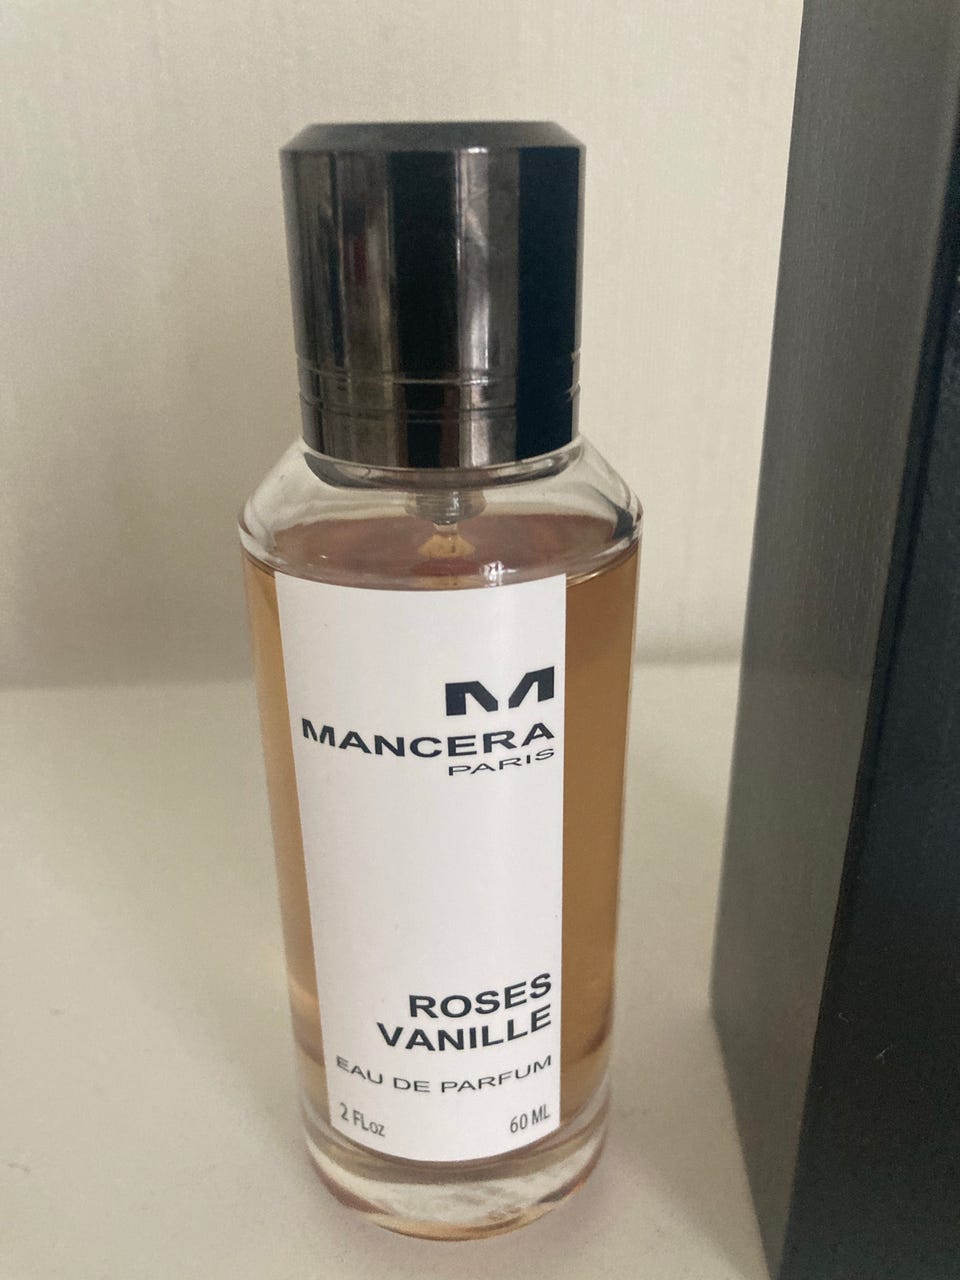 M
MANCERA
PARIS
ROSES
VANILLE
EAU DE PARFUM
2 FLoz 60 ML